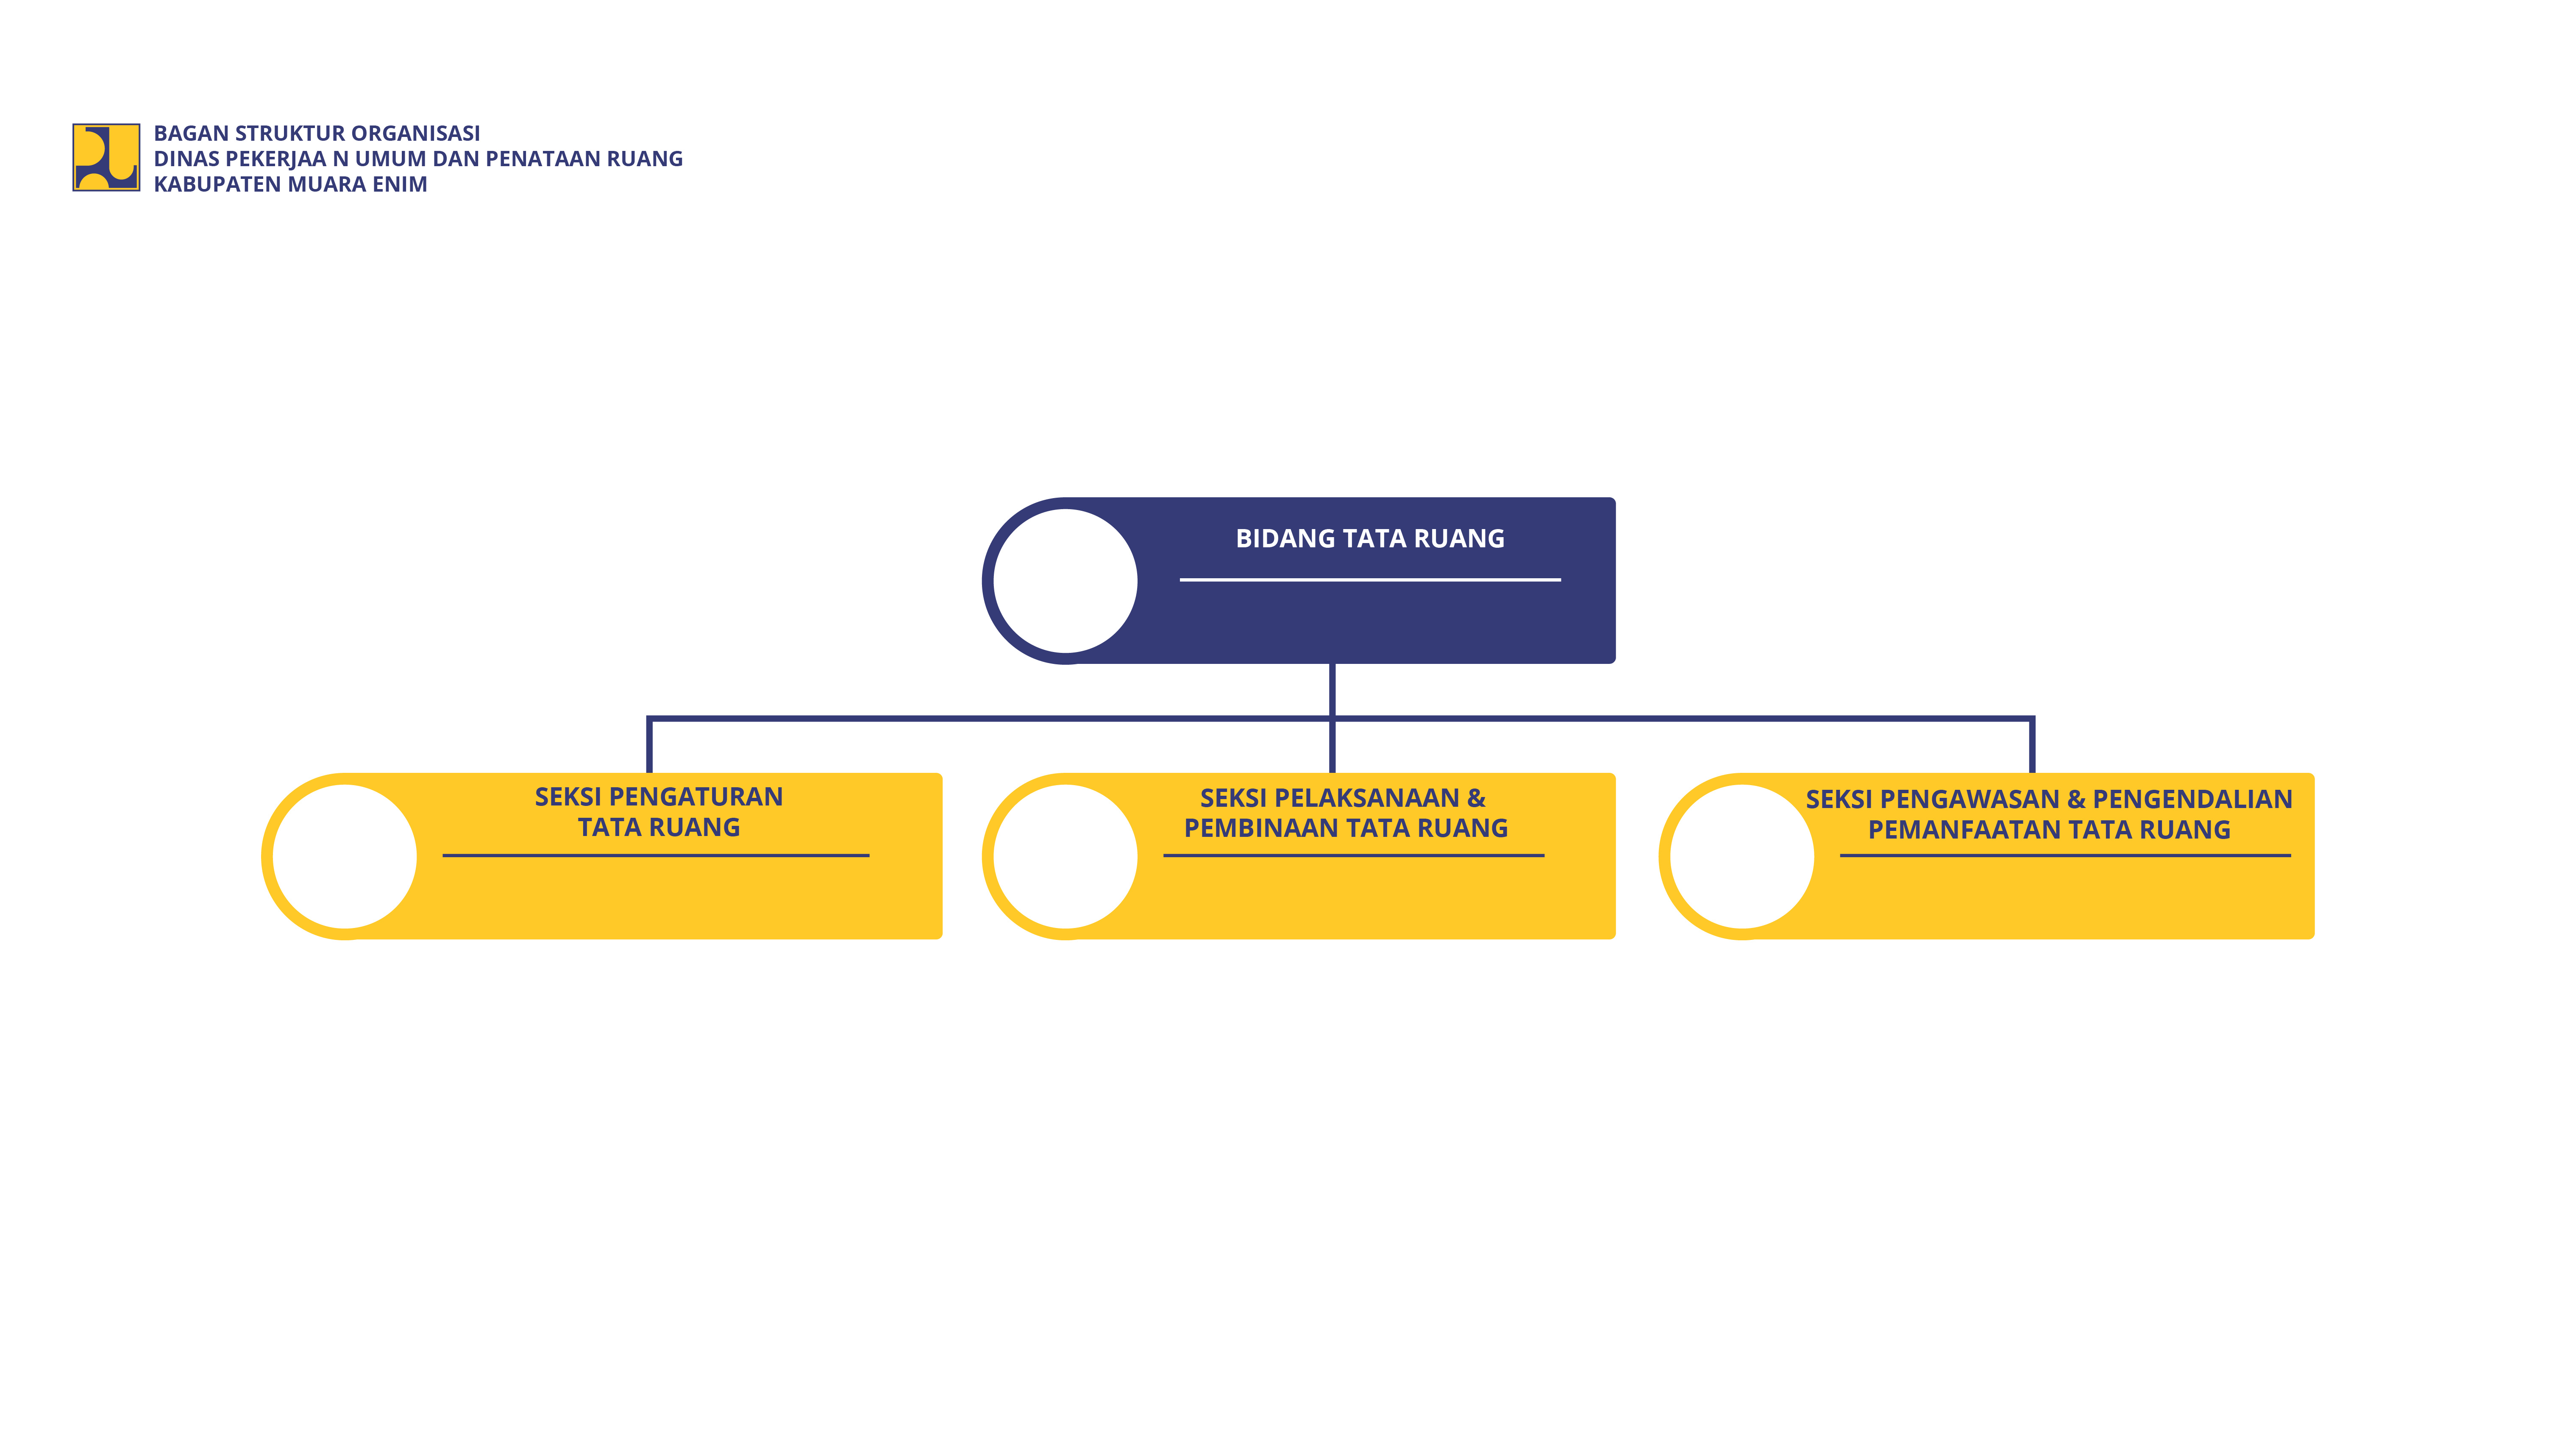 BAGAN STRUKTUR ORGANISASI
DINAS PEKERJAA N UMUM DAN PENATAAN RUANG
KABUPATEN MUARA ENIM
BIDANG TATA RUANG
SEKSI PENGATURAN
TATA RUANG
SEKSI PELAKSANAAN &
PEMBINAAN TATA RUANG
SEKSI PENGAWASAN & PENGENDALIAN
PEMANFAATAN TATA RUANG